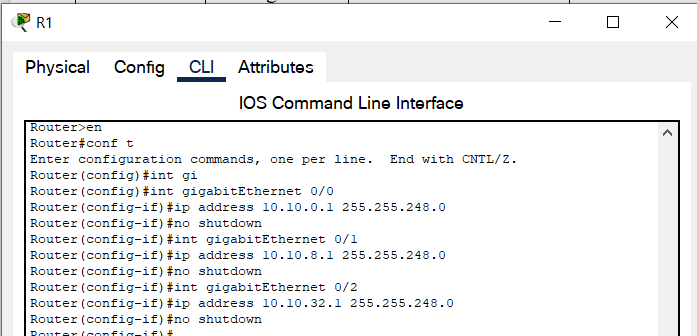 R1
Physical Config CLI Attributes
IOS Command Line Interface
Router>en
Router#conf t
Enter configuration commands, one per line.  End with CNTL/Z.
Router(config)#int gi
Router(config)#int gigabitEthernet 0/0
Router(config-if)#ip address 10.10.0.1 255.255.248.0
Router(config-if)#no shutdown
Router(config-if)#int gigabitEthernet 0/1
Router(config-if)#ip address 10.10.8.1 255.255.248.0
Router(config-if)#no shutdown
Router(config-if)#int gigabitEthernet 0/2
Router(config-if)#ip address 10.10.32.1 255.255.248.0
Router(config-if)#no shutdown
Router(config-if)#